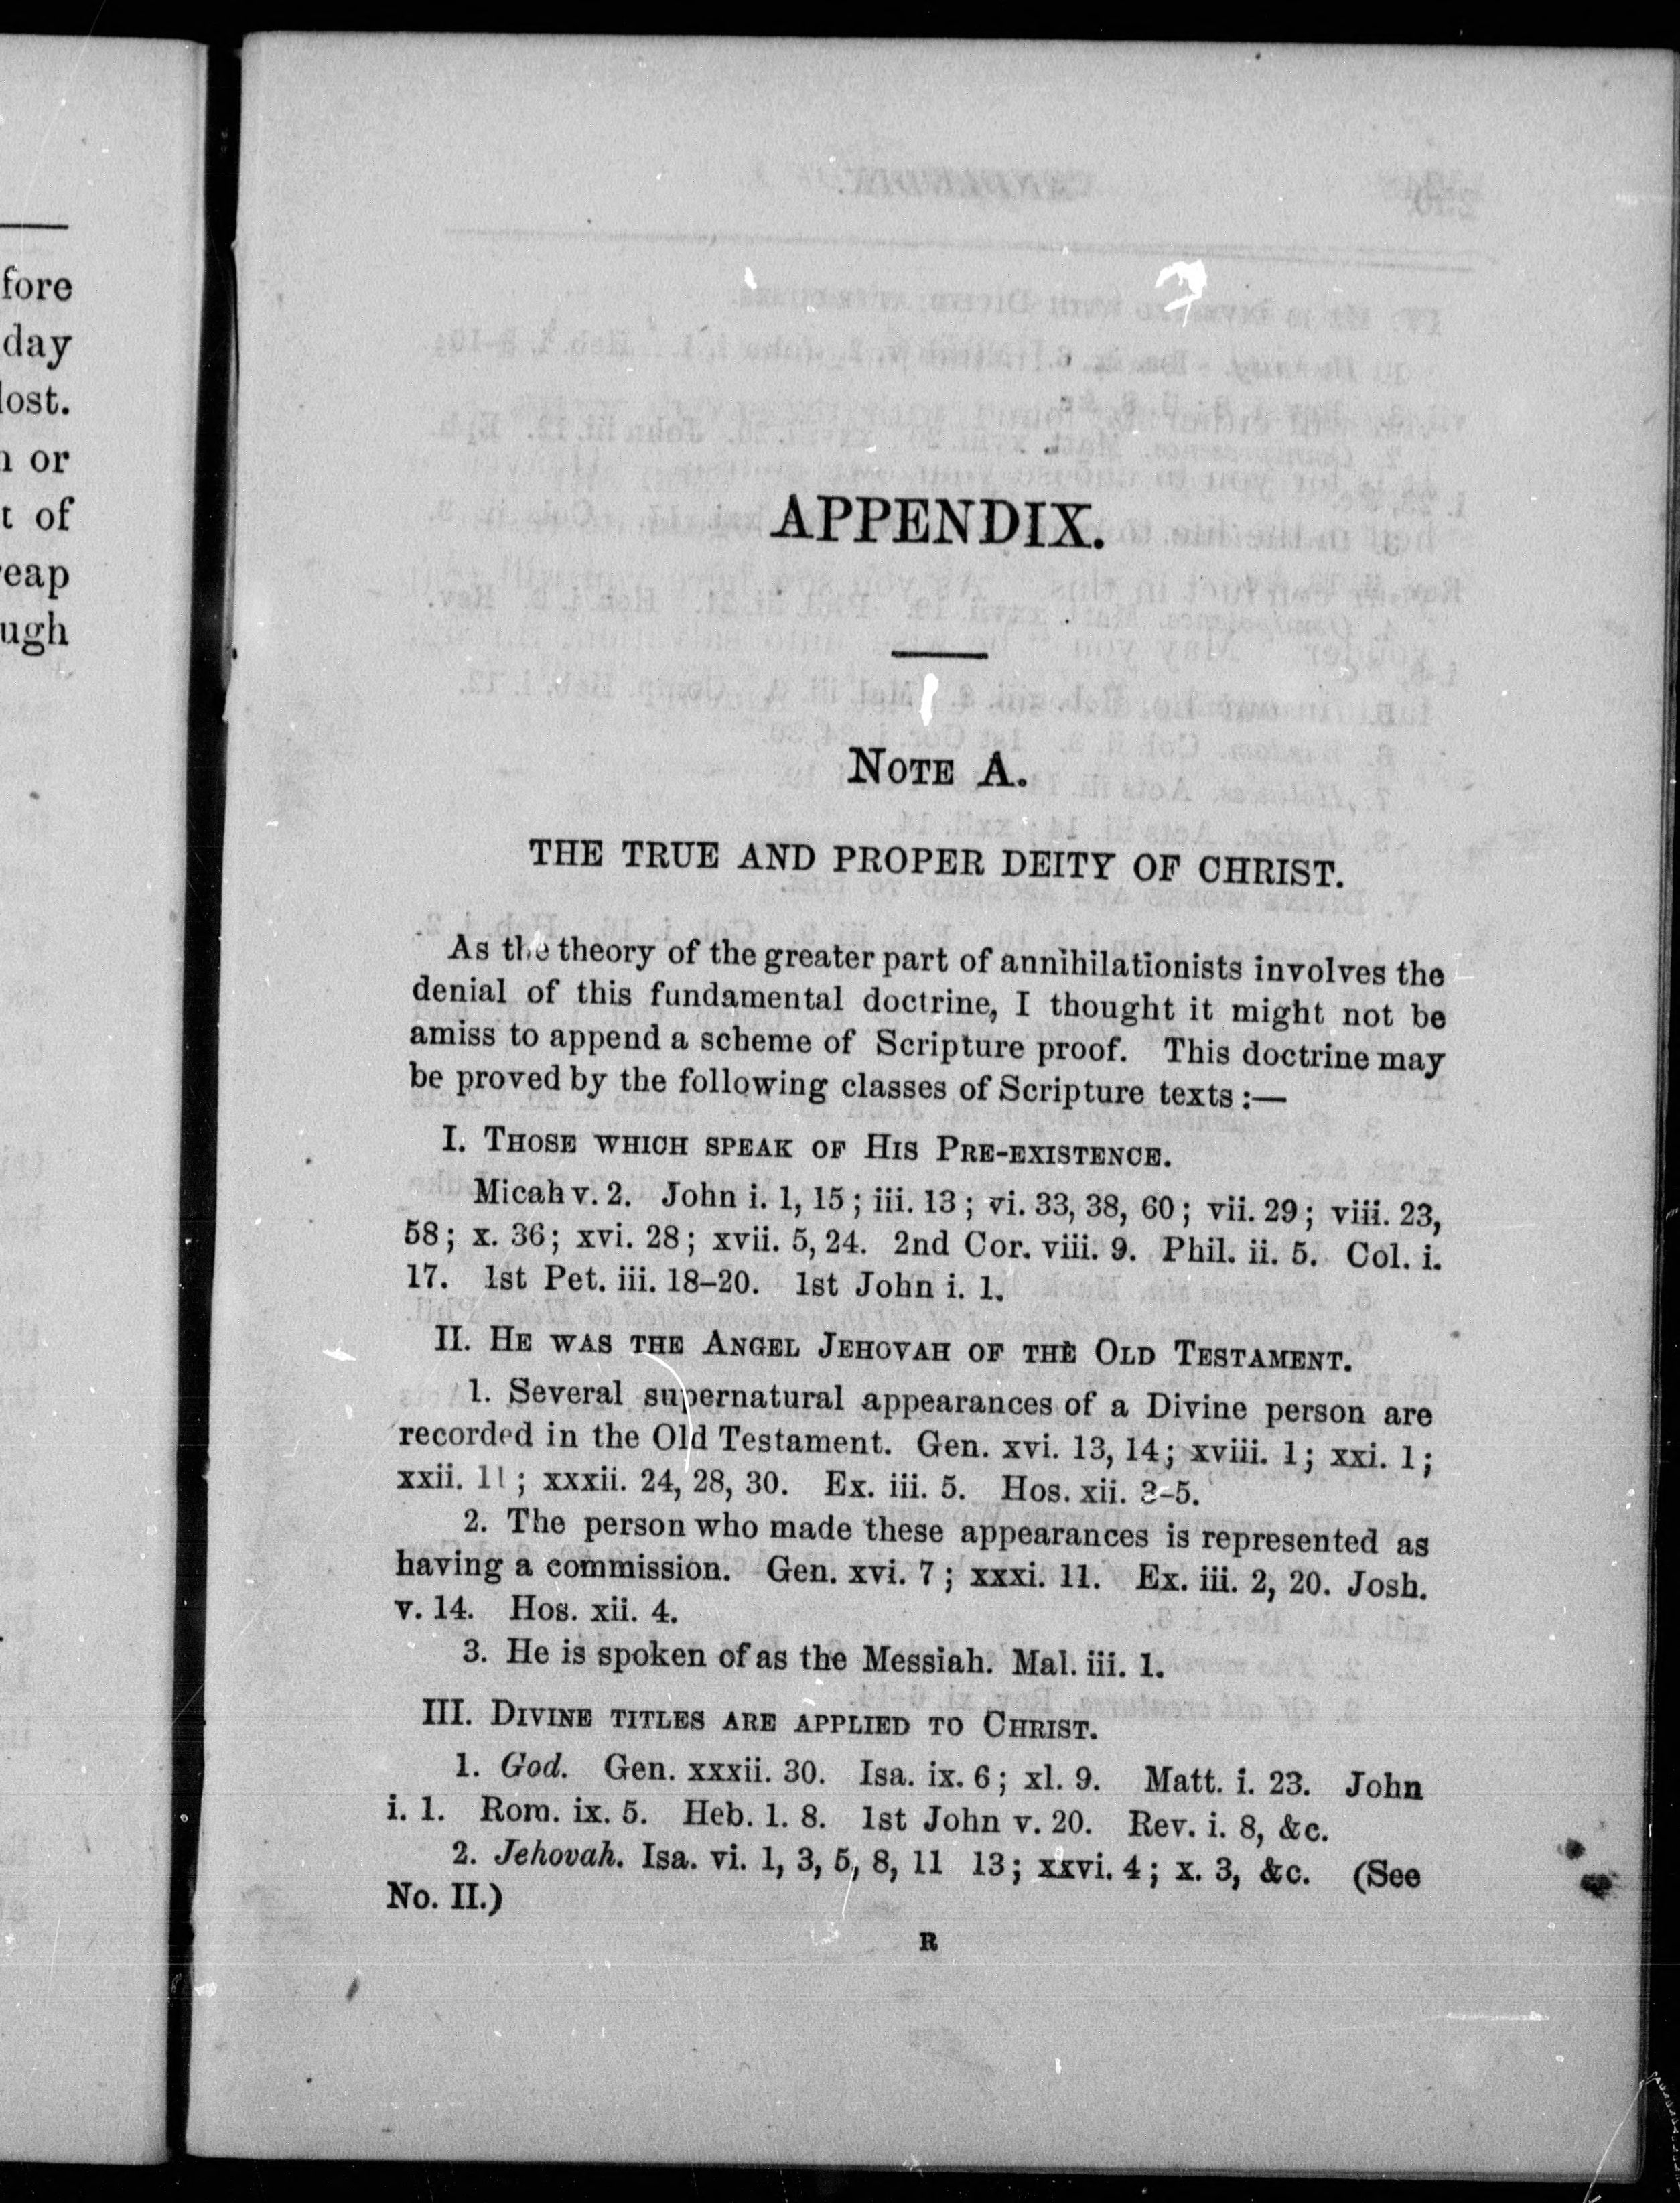 fore
day
lost.
or
t of
reap
ugh
APPENDIX.
NOTE A.
THE TRUE AND PROPER DEITY OF CHRIST.
As the theory of the greater part of annihilationists involves the
denial of this fundamental doctrine, I thought it might not be
amiss to append a scheme of Scripture proof. This doctrine may
be proved by the following classes of Scripture texts :—
I. THOSE WHICH SPEAK OF HIS PRE-EXISTENCE.
Micah v. 2. John i. 1, 15 ; iii. 13 ; vi. 33, 38, 60 ; vii. 29 ; viii. 23,
58 ; x. 36 ; xvi. 28 ; xvii. 5, 24. 2nd Cor. viii. 9. Phil. ii. 5. Col. i.
17. 1st Pet. iii. 18–20. 1st John i. 1.
II. HE WAS THE ANGEL JEHOVAH OF THE OLD TESTAMENT.
1. Several supernatural appearances of a Divine person are
recorded in the Old Testament. Gen. xvi. 13, 14 ; xviii. 1 ; xxi. 1 ;
xxii. 11 ; xxxii. 24, 28, 30. Ex. iii. 5. Hos. xii. 3–5.
2. The person who made these appearances is represented as
having a commission. Gen. xvi. 7 ; xxxi. 11. Ex. iii. 2, 20. Josh.
v. 14. Hos. xii. 4.
3. He is spoken of as the Messiah. Mal. iii. 1.
III. DIVINE TITLES ARE APPLIED TO CHRIST.
1. God. Gen. xxxii. 30. Isa. ix. 6 ; xl. 9. Matt. i. 23. John
i. 1. Rom. ix. 5. Heb. 1. 8. 1st John v. 20. Rev. i. 8, &c.
2. Jehovah. Isa. vi. 1, 3, 5, 8, 11 13 ; xxvi. 4 ; x. 3, &c. (See
No. II.)
R